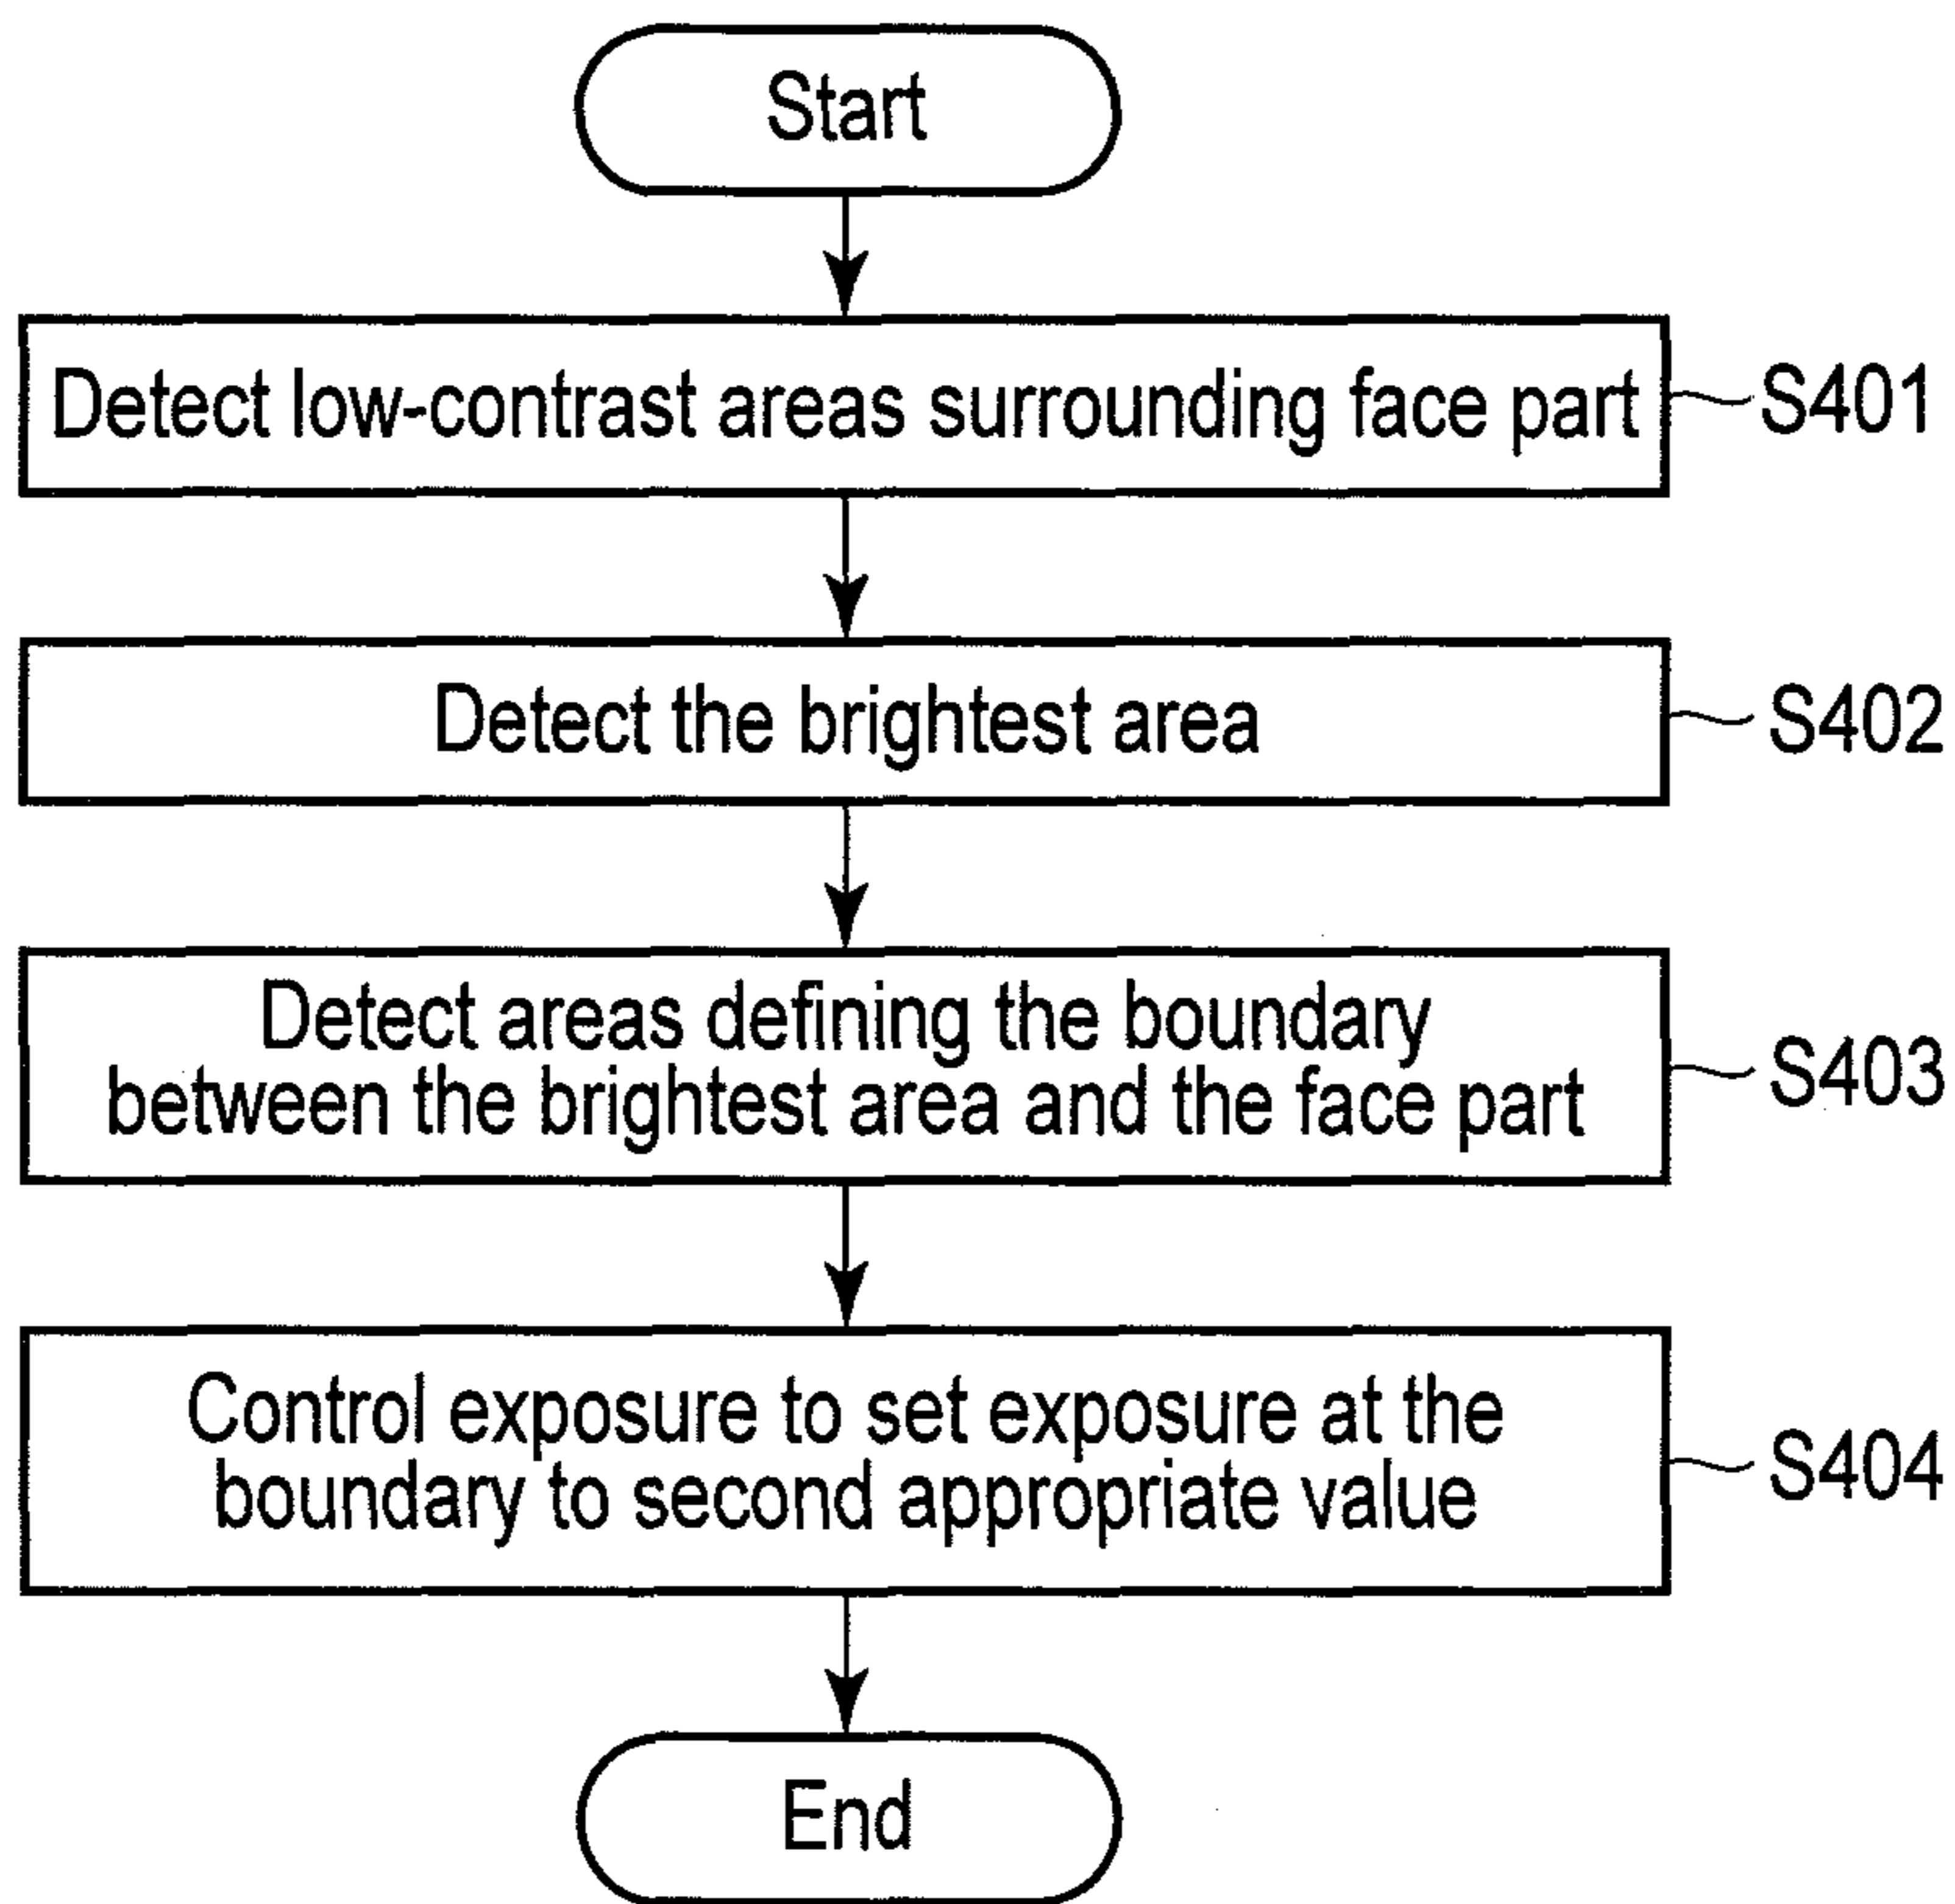 Start
Detect low-contrast areas surrounding face part
S401
Detect the brightest area
S402
Detect areas defining the boundary
between the brightest area and the face part
S403
Control exposure to set exposure at the
boundary to second appropriate value
S404
End